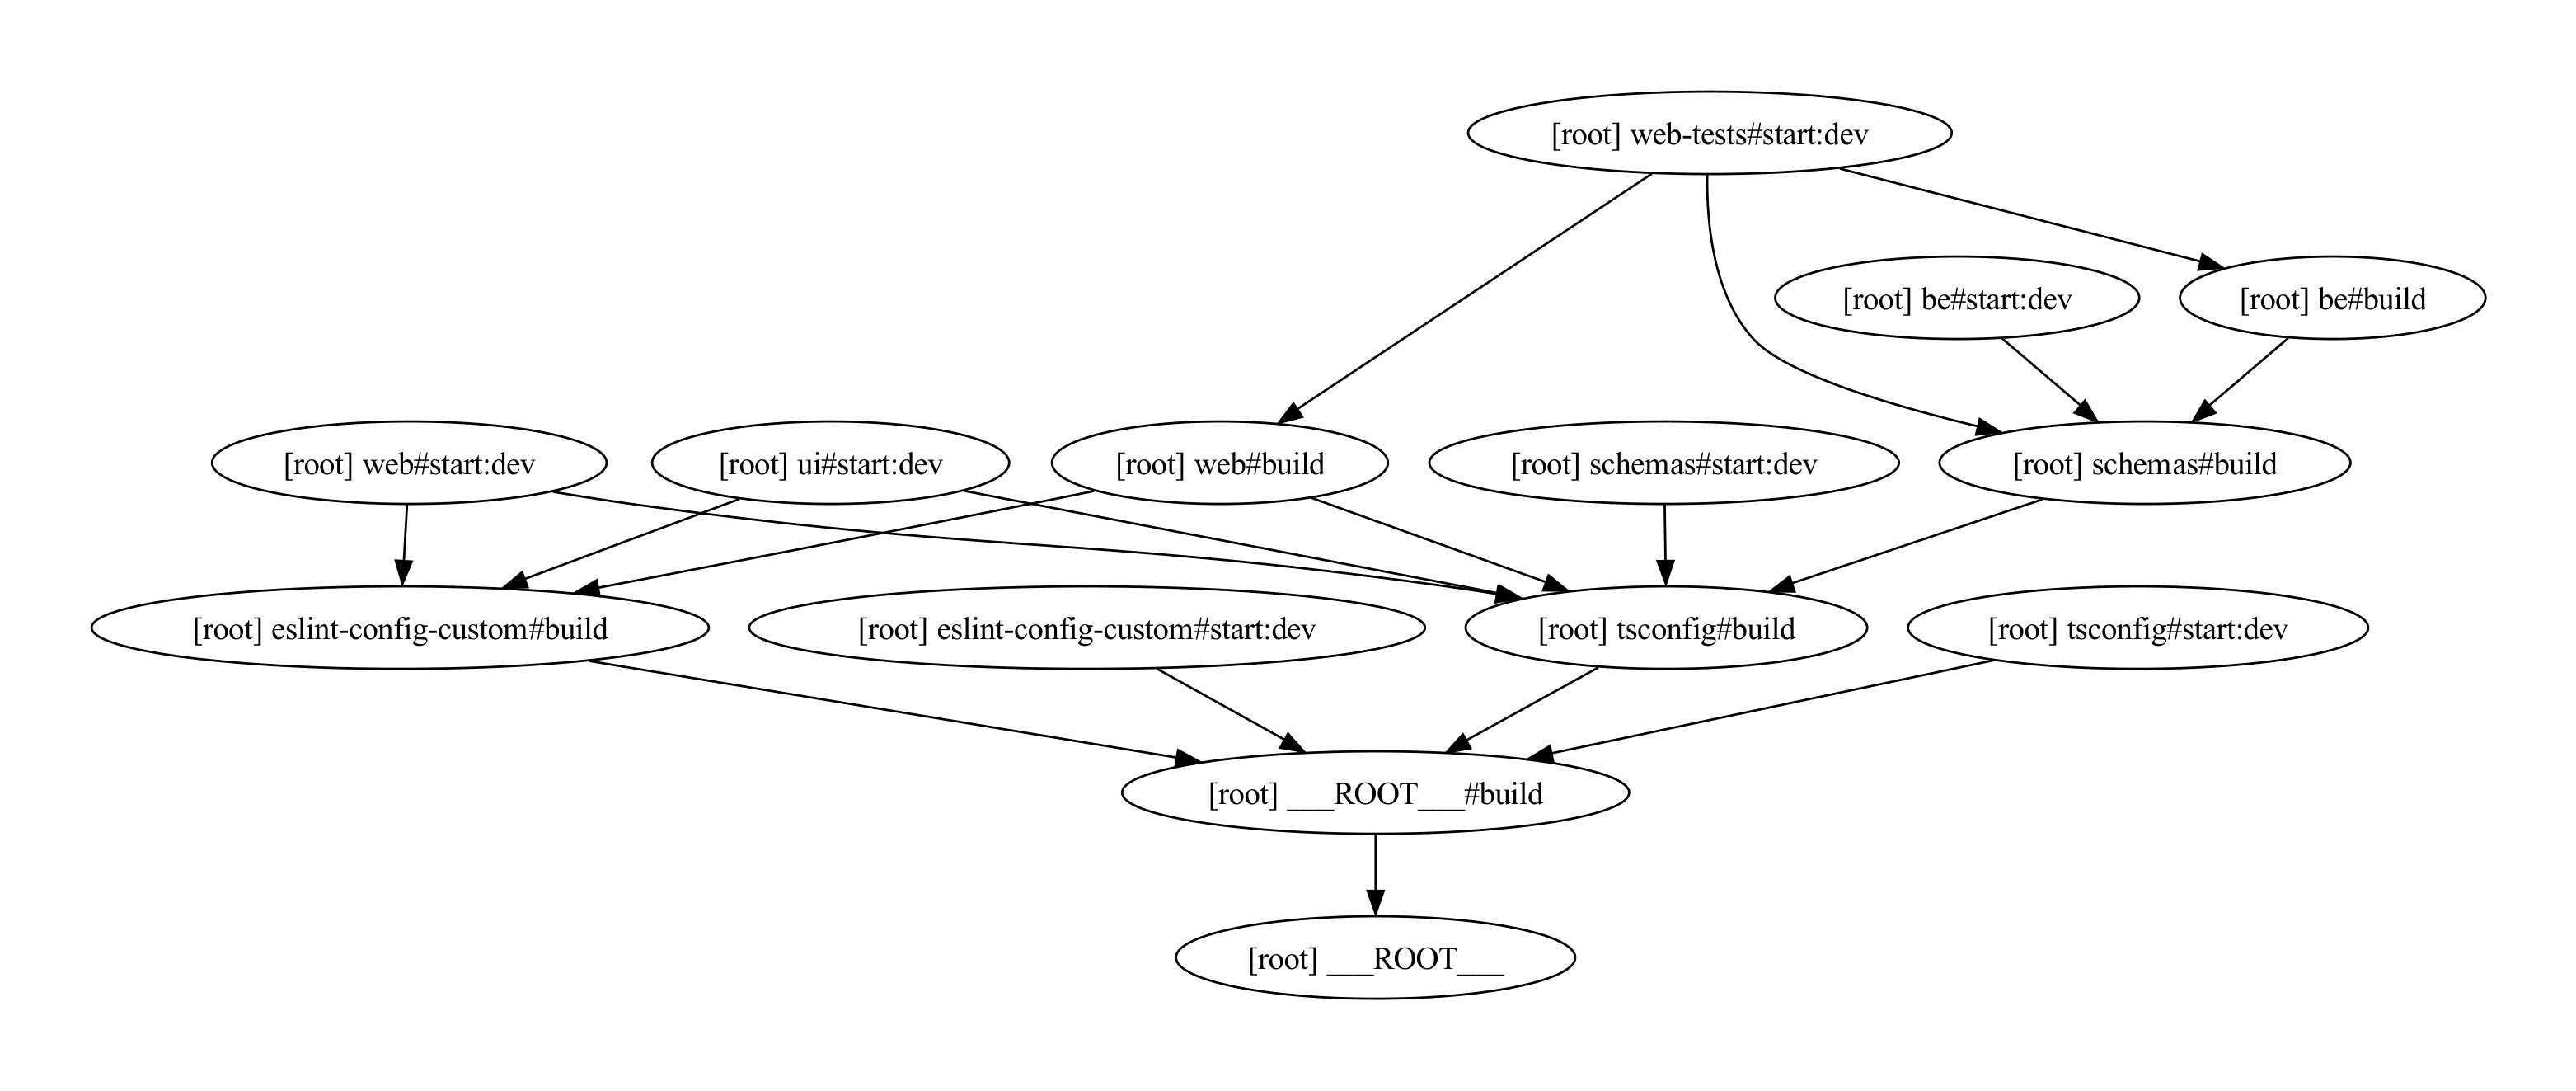 [root] web-tests#start:dev
[root] be#start:dev
[root] be#build
[root] web#start:dev
[root] ui#start:dev
[root] web#build
[root] schemas#start:dev
[root] schemas#build
[root] eslint-config-custom#build
[root] eslint-config-custom#start:dev
[root] tsconfig#build
[root] tsconfig#start:dev
[root] ___ROOT___#build
[root] ___ROOT___